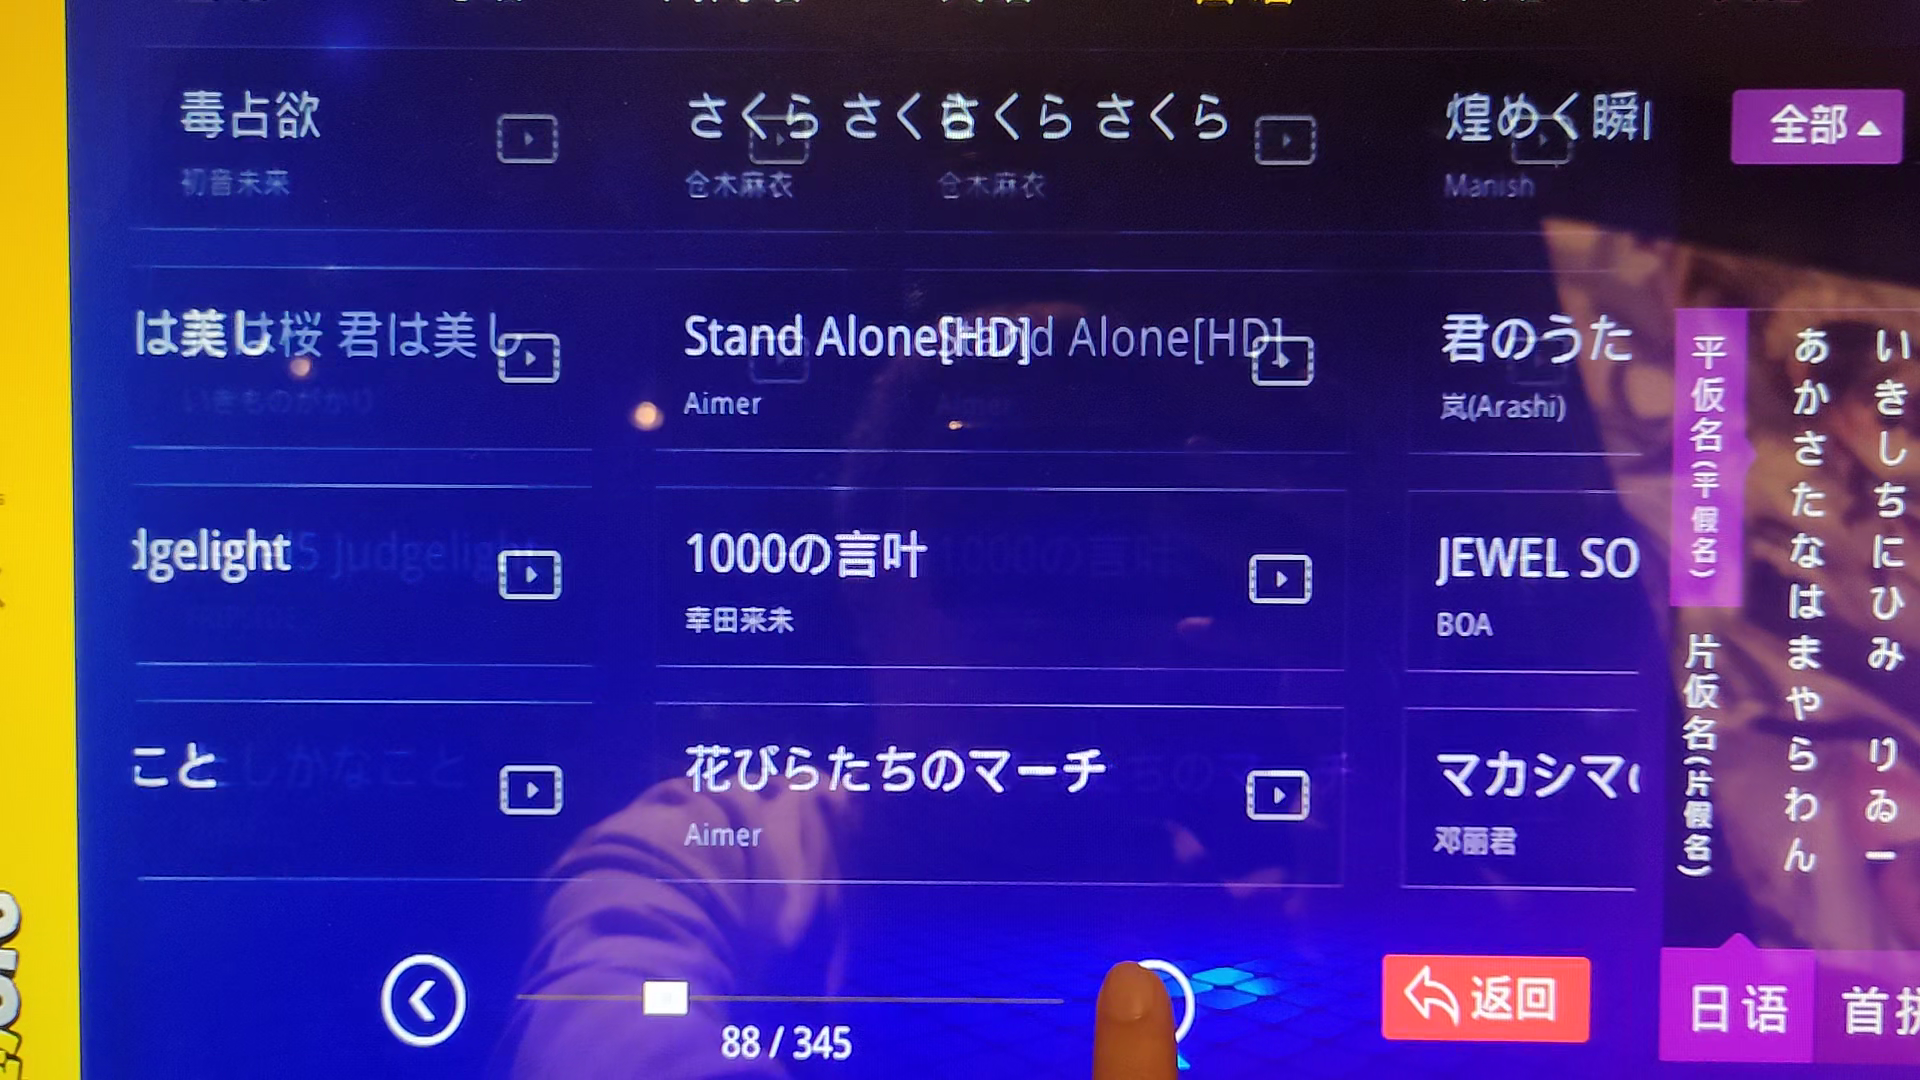 毒占欲
初音未来
さくら さくら
さくら さくら
仓木麻衣
仓木麻衣
煌めく瞬
Manish
全部
は美し
は桜 君は美し
いきものがかり
Stand Alone[HD]
Stand Alone[HD]
Aimer
Aimer
君のうた
岚(Arashi)
dgelight
5 Judgelight
1000の言叶
1000の言叶
幸田来未
JEWEL SO
BOA
こと
しかなこと
花びらたちのマーチ
ちのマーチ
Aimer
マカシマ
邓丽君
平仮名(平假名)
片仮名(片假名)
あかさたなはまやらわん
いきしちにひみ りゐー
88 / 345
返回
日语
首拼